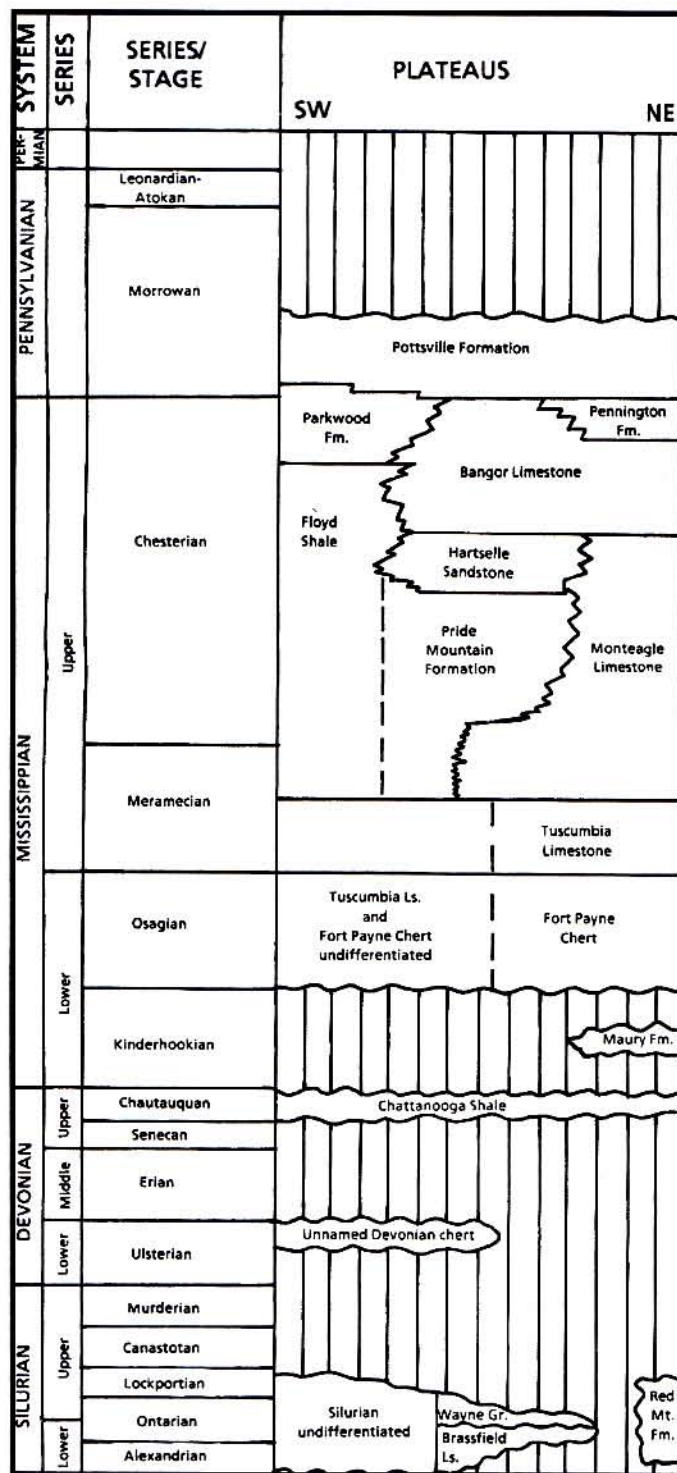 SYSTEM
SERIES
SERIES/
STAGE
PLATEAUS
SW
NE
PER-
MIAN
Leonardian-
Atokan
PENNSYLVANIAN
Morrowan
Pottsville Formation
MISSISSIPPIAN
Upper
Chesterian
Parkwood
Fm.
Pennington
Fm.
Bangor Limestone
Floyd
Shale
Hartselle
Sandstone
Pride
Mountain
Formation
Monteagle
Limestone
Meramecian
Tuscumbia
Limestone
Lower
Osagian
Tuscumbia Ls.
and
Fort Payne Chert
undifferentiated
Fort Payne
Chert
Kinderhookian
Maury Fm.
DEVONIAN
Upper
Chautauquan
Chattanooga Shale
Senecan
Middle
Erian
Lower
Ulsterian
Unnamed Devonian chert
SILURIAN
Upper
Murderian
Canastotan
Lockportian
Ontarian
Lower
Alexandrian
Silurian
undifferentiated
Wayne Gr.
Brassfield
Ls.
Red
Mt.
Fm.